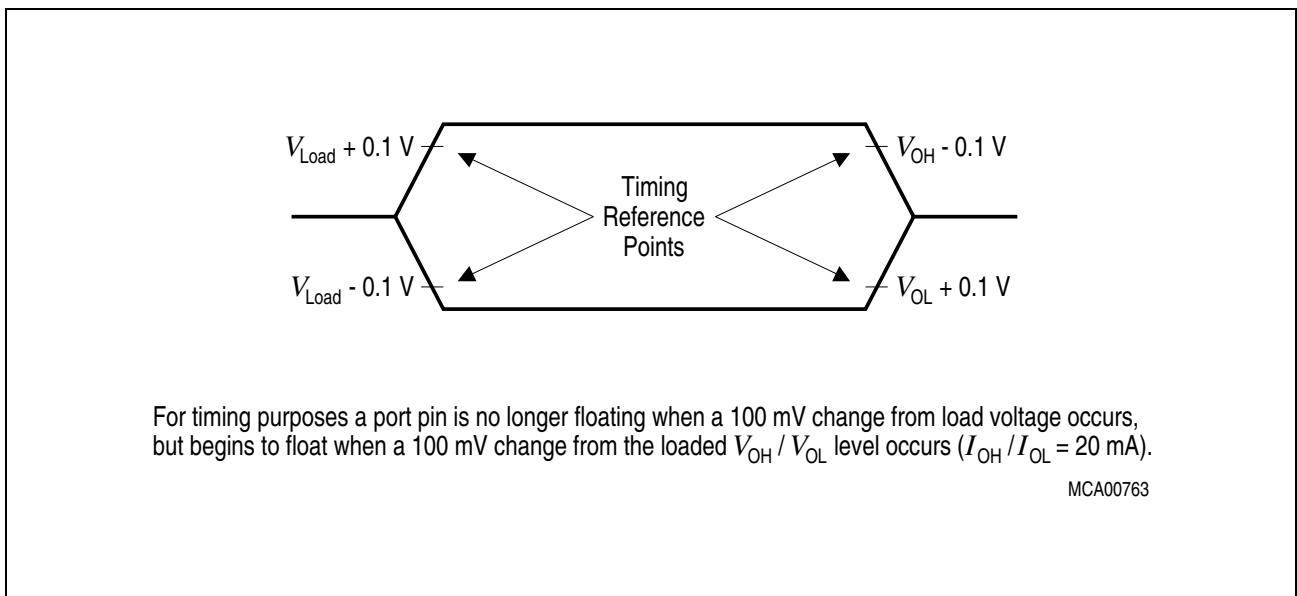 V_Load + 0.1 V
V_OH - 0.1 V
Timing
Reference
Points
V_Load - 0.1 V
V_OL + 0.1 V
For timing purposes a port pin is no longer floating when a 100 mV change from load voltage occurs,
but begins to float when a 100 mV change from the loaded V_OH / V_OL level occurs (I_OH / I_OL = 20 mA).
MCA00763